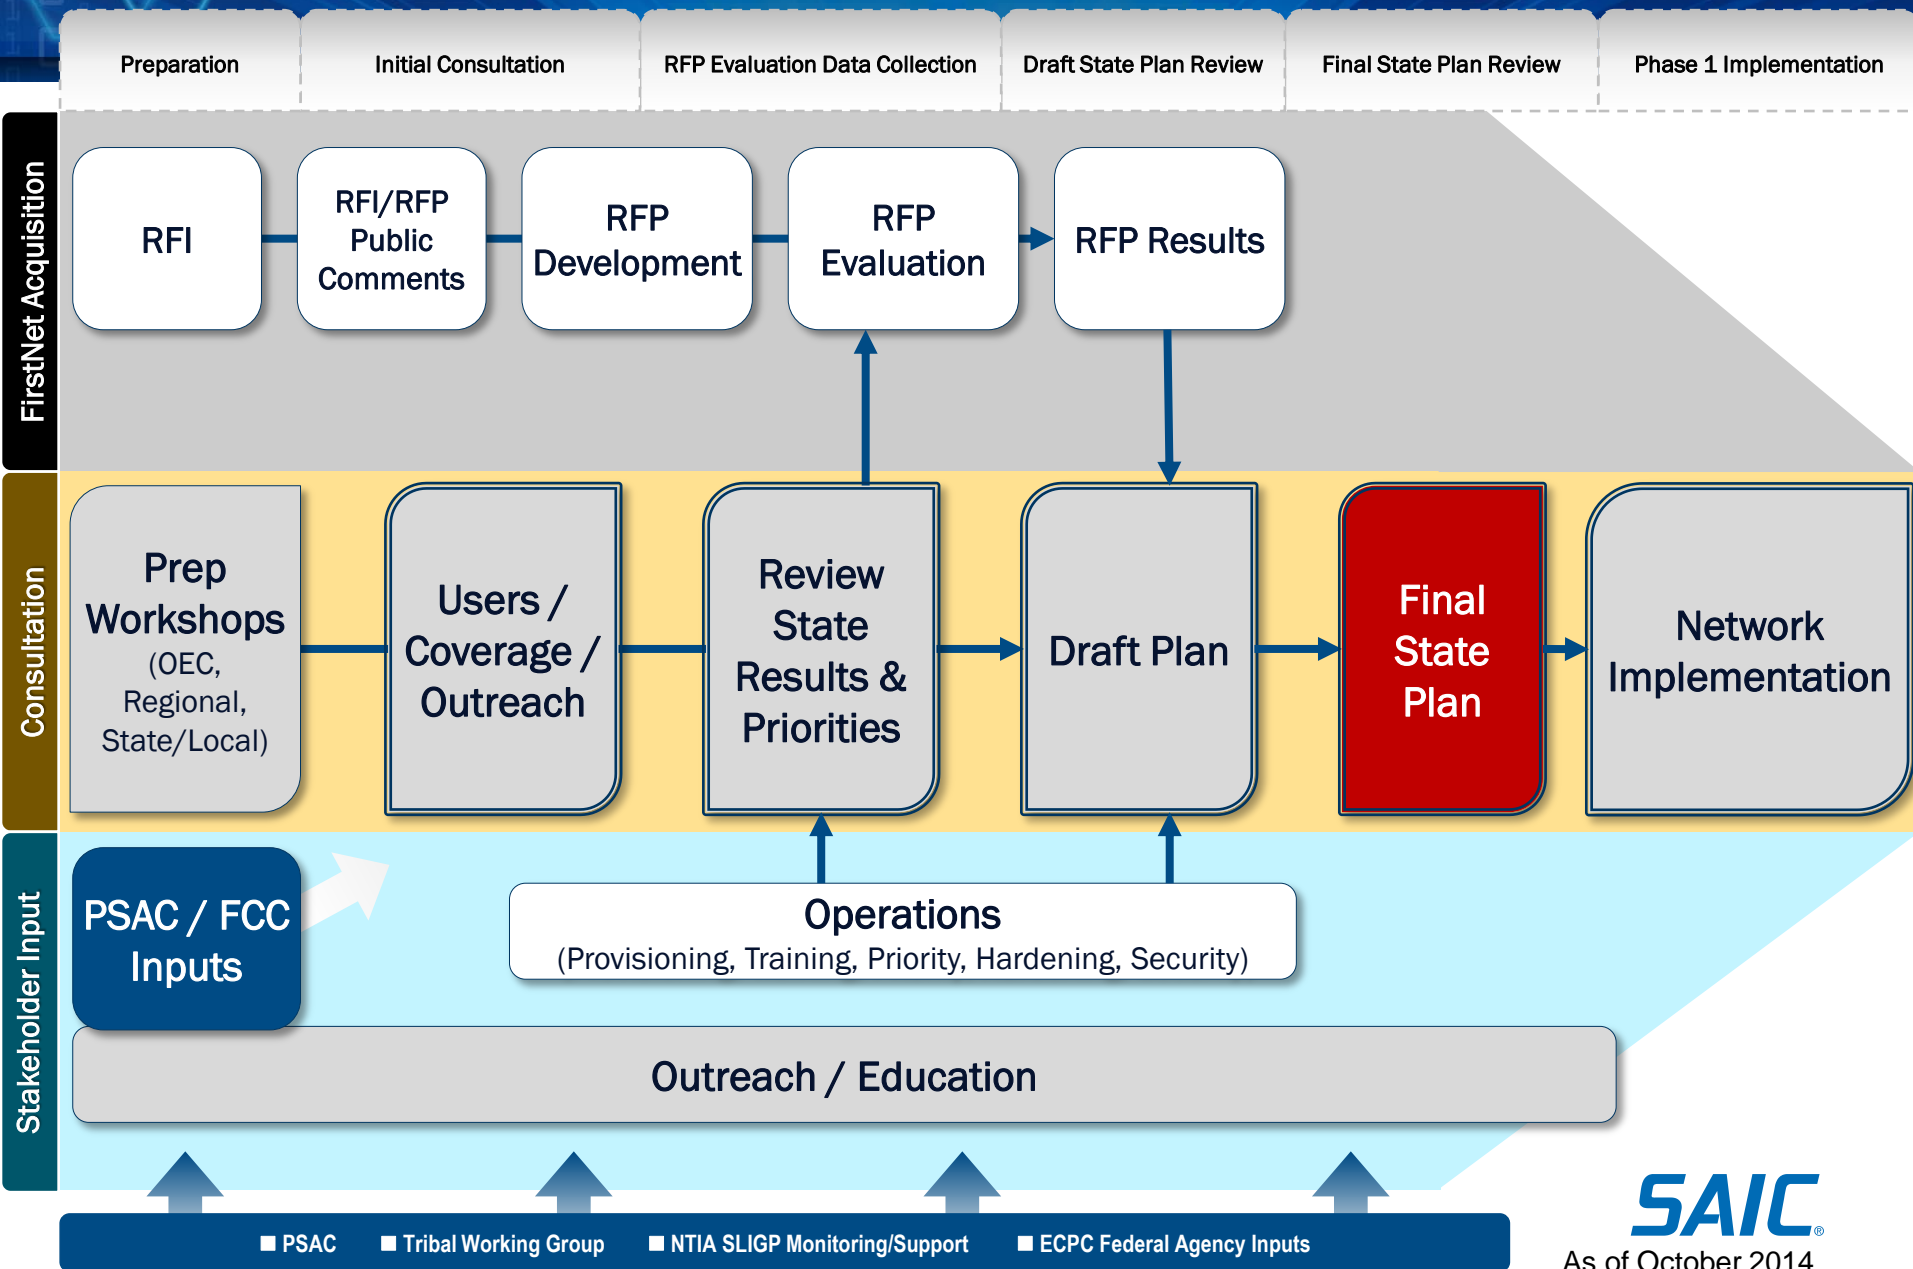 Preparation
Initial Consultation
RFP Evaluation Data Collection
Draft State Plan Review
Final State Plan Review
Phase 1 Implementation
FirstNet Acquisition
RFI
RFI/RFP
Public
Comments
RFP
Development
RFP
Evaluation
RFP Results
Consultation
Prep
Workshops
(OEC,
Regional,
State/Local)
Users /
Coverage /
Outreach
Review
State
Results &
Priorities
Draft Plan
Final
State
Plan
Network
Implementation
Stakeholder Input
PSAC / FCC
Inputs
Operations
(Provisioning, Training, Priority, Hardening, Security)
Outreach / Education
■ PSAC ■ Tribal Working Group ■ NTIA SLIGP Monitoring/Support ■ ECPC Federal Agency Inputs
SAIC®
As of October 2014